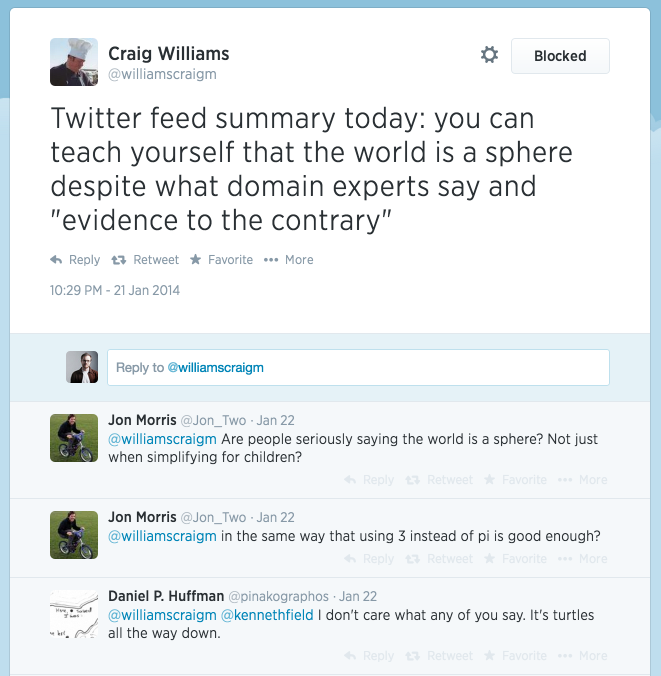 Craig Williams
@williamscraigm
Blocked
Twitter feed summary today: you can
teach yourself that the world is a sphere
despite what domain experts say and
"evidence to the contrary"
Reply Retweet Favorite More
10:29 PM - 21 Jan 2014
Reply to @williamscraigm
Jon Morris @Jon_Two · Jan 22
@williamscraigm Are people seriously saying the world is a sphere? Not just
when simplifying for children?
Reply Retweet Favorite More
Jon Morris @Jon_Two · Jan 22
@williamscraigm in the same way that using 3 instead of pi is good enough?
Reply Retweet Favorite More
Daniel P. Huffman @pinakographos · Jan 22
@williamscraigm @kennethfield I don't care what any of you say. It's turtles
all the way down.
Reply Retweet Favorite More